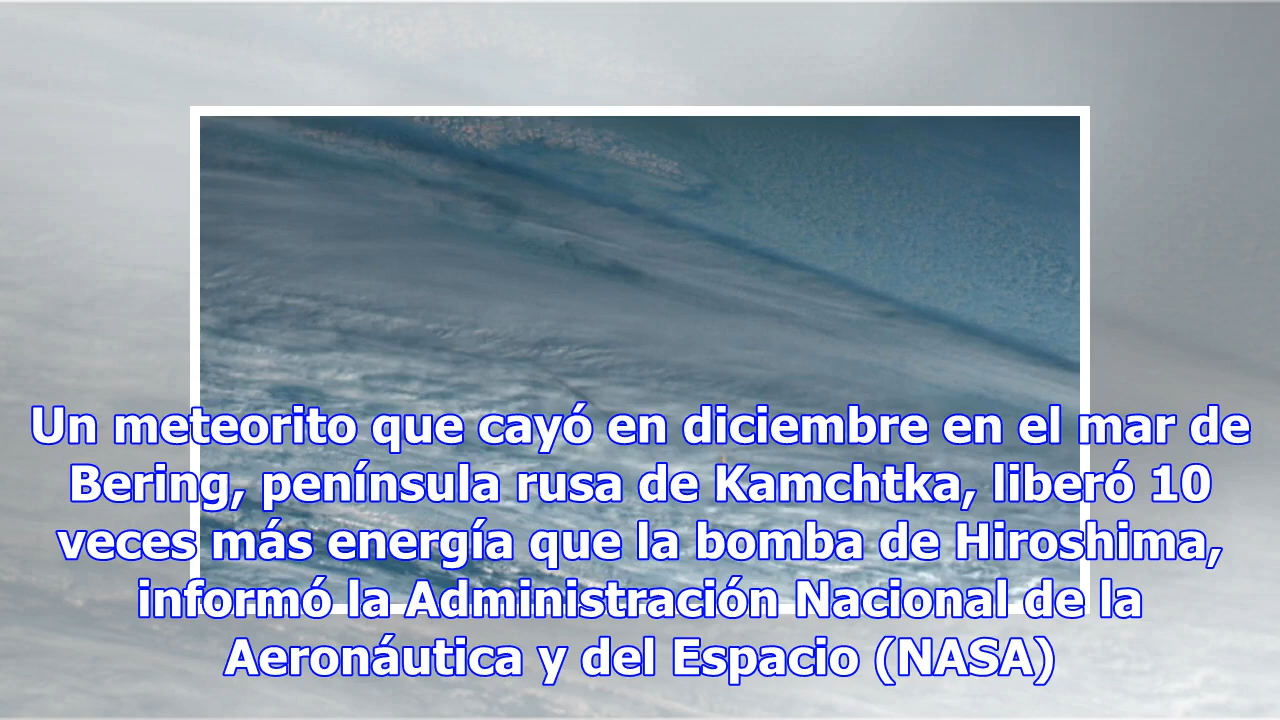 Un meteorito que cayó en diciembre en el mar de
Bering, península rusa de Kamchtka, liberó 10
veces más energía que la bomba de Hiroshima,
informó la Administración Nacional de la
Aeronáutica y del Espacio (NASA)